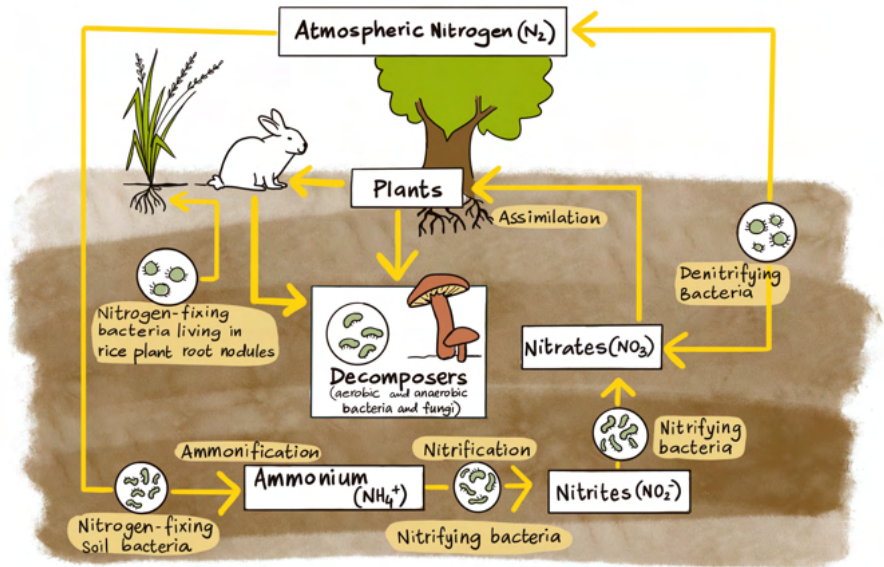 Atmospheric Nitrogen (N₂)
Plants
Assimilation
Denitrifying
Bacteria
Nitrogen-fixing
bacteria living in
rice plant root nodules
Nitrates (NO₃)
Decomposers
(aerobic and anaerobic
bacteria and fungi)
Ammonification
Nitrification
Nitrifying
bacteria
Ammonium
(NH₄⁺)
Nitrites (NO₂⁻)
Nitrogen-fixing
Soil bacteria
Nitrifying bacteria